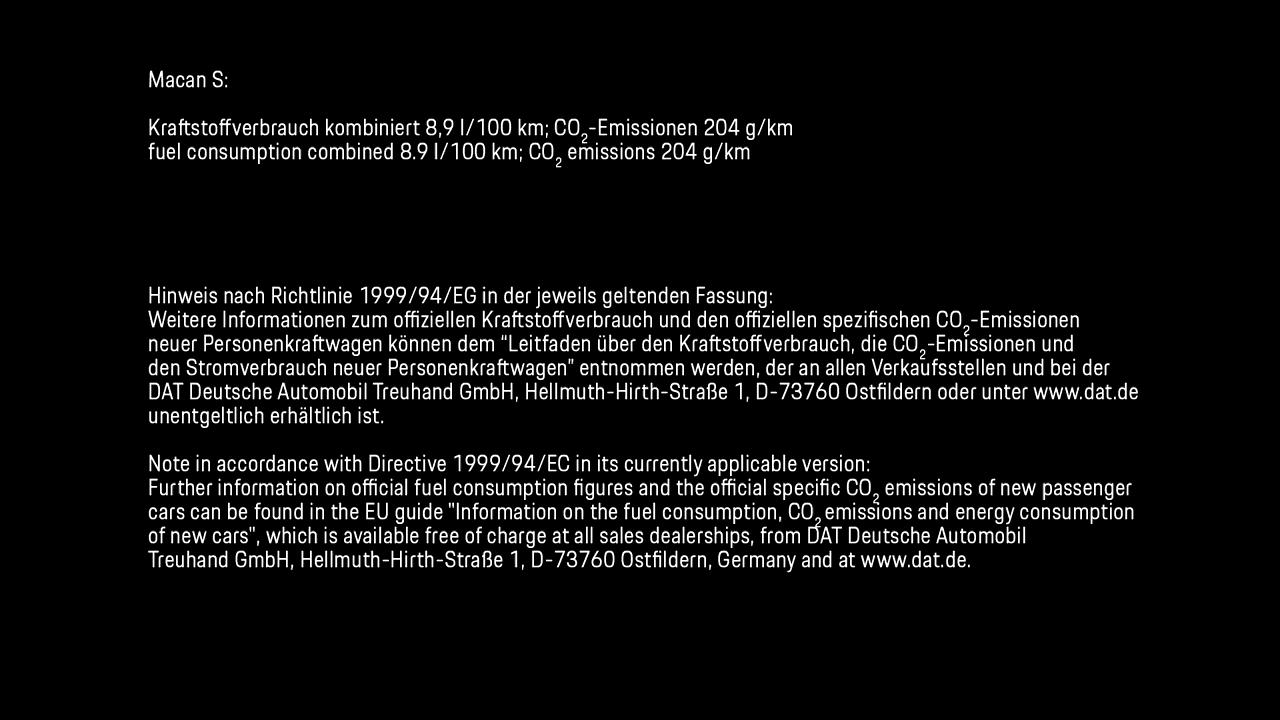 Macan S:
Kraftstoffverbrauch kombiniert 8,9 l/100 km; CO₂-Emissionen 204 g/km
fuel consumption combined 8.9 l/100 km; CO₂ emissions 204 g/km
Hinweis nach Richtlinie 1999/94/EG in der jeweils geltenden Fassung:
Weitere Informationen zum offiziellen Kraftstoffverbrauch und den offiziellen spezifischen CO₂-Emissionen
neuer Personenkraftwagen können dem “Leitfaden über den Kraftstoffverbrauch, die CO₂-Emissionen und
den Stromverbrauch neuer Personenkraftwagen” entnommen werden, der an allen Verkaufsstellen und bei der
DAT Deutsche Automobil Treuhand GmbH, Hellmuth-Hirth-Straße 1, D-73760 Ostfildern oder unter www.dat.de
unentgeltlich erhältlich ist.
Note in accordance with Directive 1999/94/EC in its currently applicable version:
Further information on official fuel consumption figures and the official specific CO₂ emissions of new passenger
cars can be found in the EU guide "Information on the fuel consumption, CO₂ emissions and energy consumption
of new cars", which is available free of charge at all sales dealerships, from DAT Deutsche Automobil
Treuhand GmbH, Hellmuth-Hirth-Straße 1, D-73760 Ostfildern, Germany and at www.dat.de.